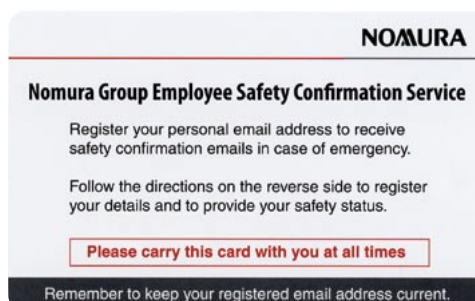 NOMURA
Nomura Group Employee Safety Confirmation Service
Register your personal email address to receive
safety confirmation emails in case of emergency.
Follow the directions on the reverse side to register
your details and to provide your safety status.
Please carry this card with you at all times
Remember to keep your registered email address current.